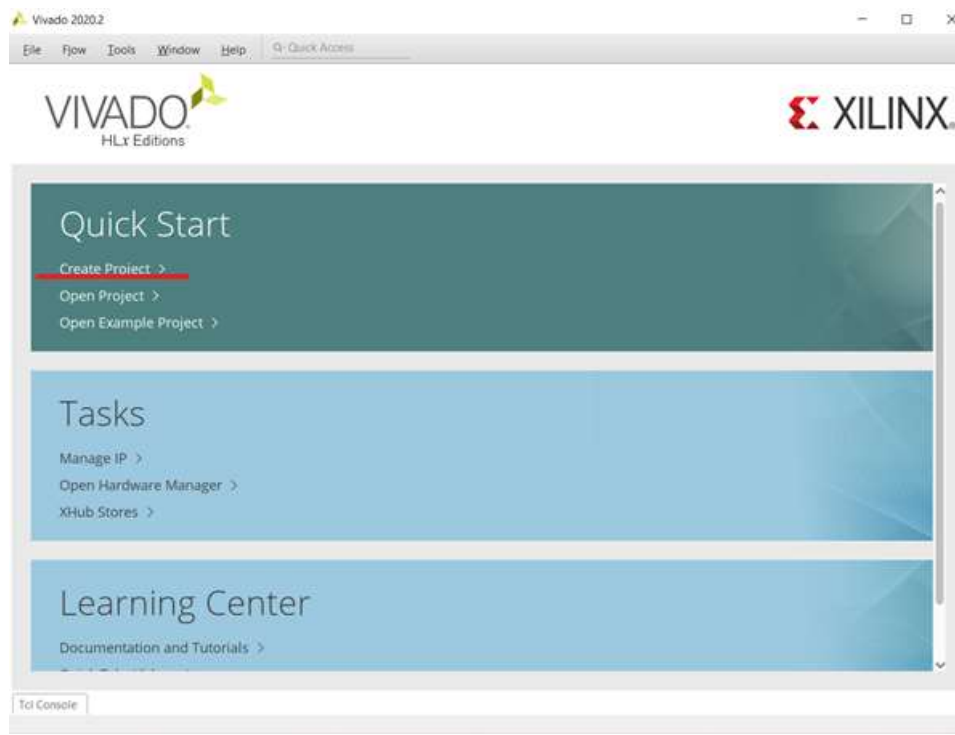 Vivado 2020.2
File Flow Tools Window Help Quick Access
VIVADO.
HLx Editions
XILINX.
Quick Start
Create Project >
Open Project >
Open Example Project >
Tasks
Manage IP >
Open Hardware Manager >
XHub Stores >
Learning Center
Documentation and Tutorials >
Tcl Console